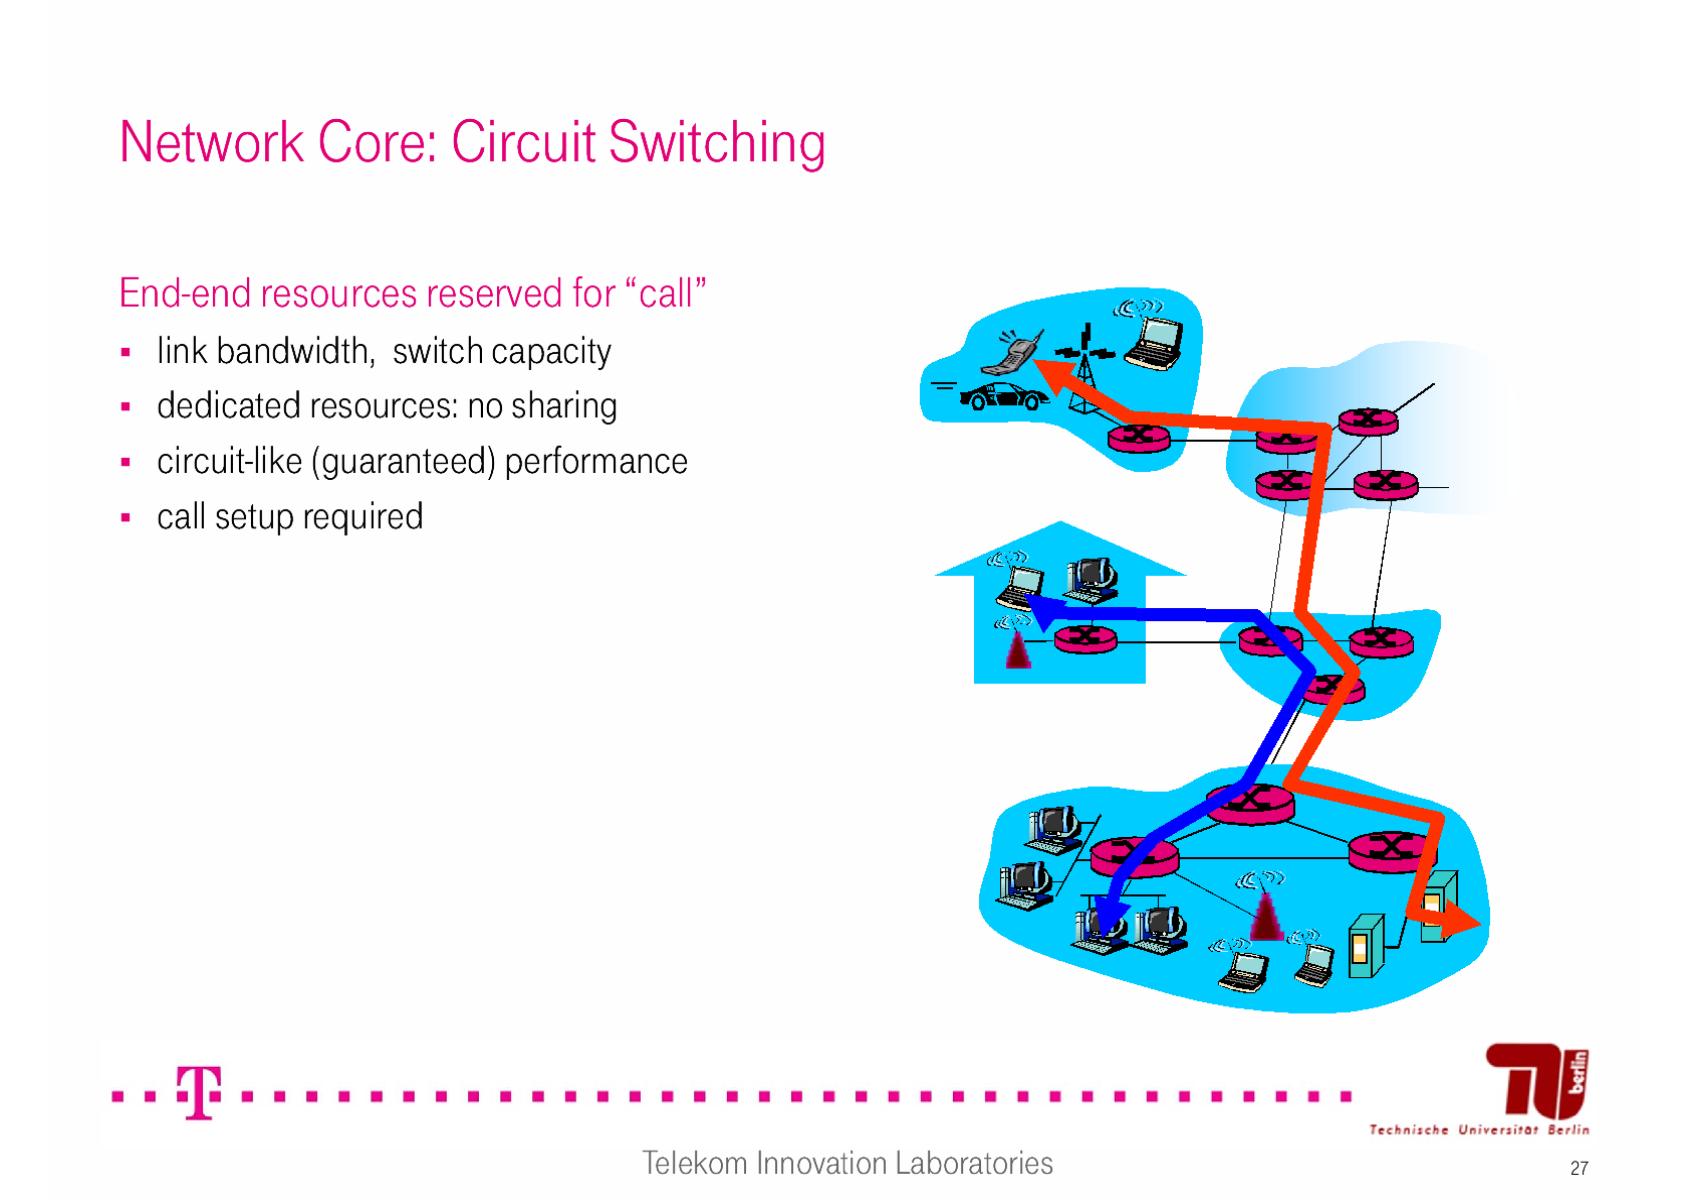 Network Core: Circuit Switching
End-end resources reserved for “call”
▪ link bandwidth,  switch capacity
▪ dedicated resources: no sharing
▪ circuit-like (guaranteed) performance
▪ call setup required
T
berlin
Technische Universität Berlin
Telekom Innovation Laboratories
27